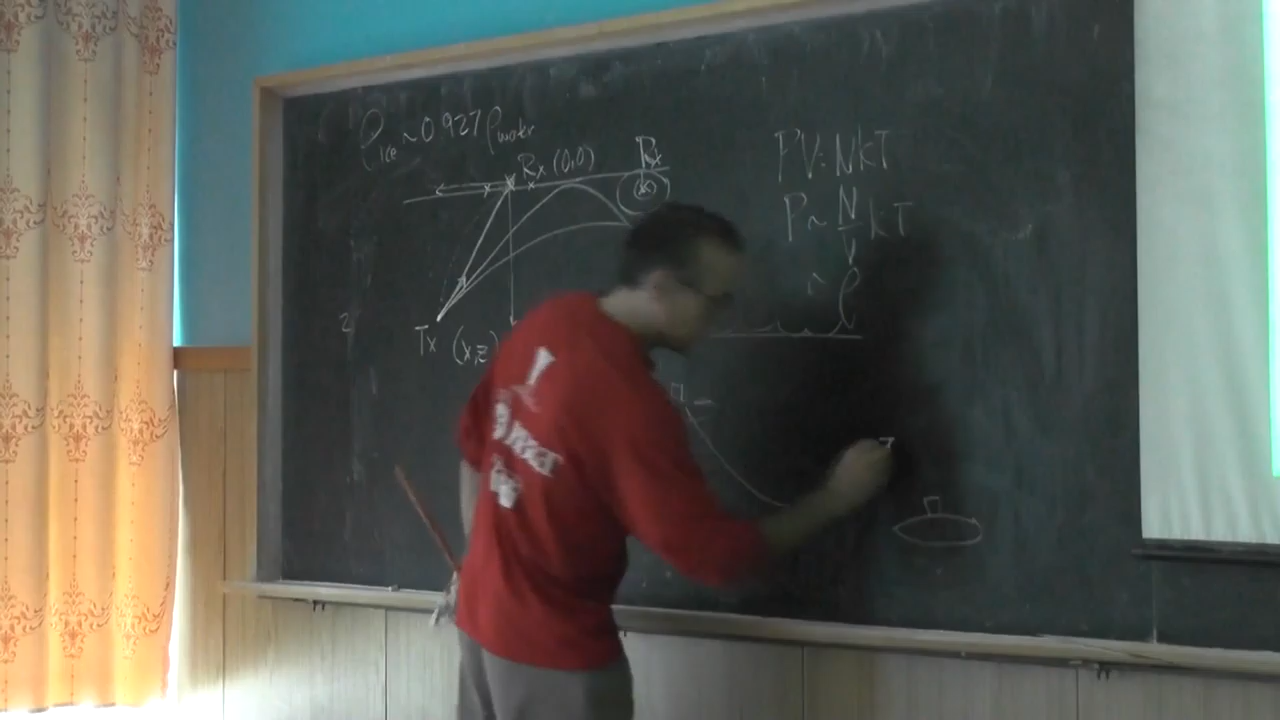 ρice ~ 0.927 ρwater
Rx (0,0)
Rx
Tx (x,z)
z
PV = NkT
P ~ N/V kT
~ ρ